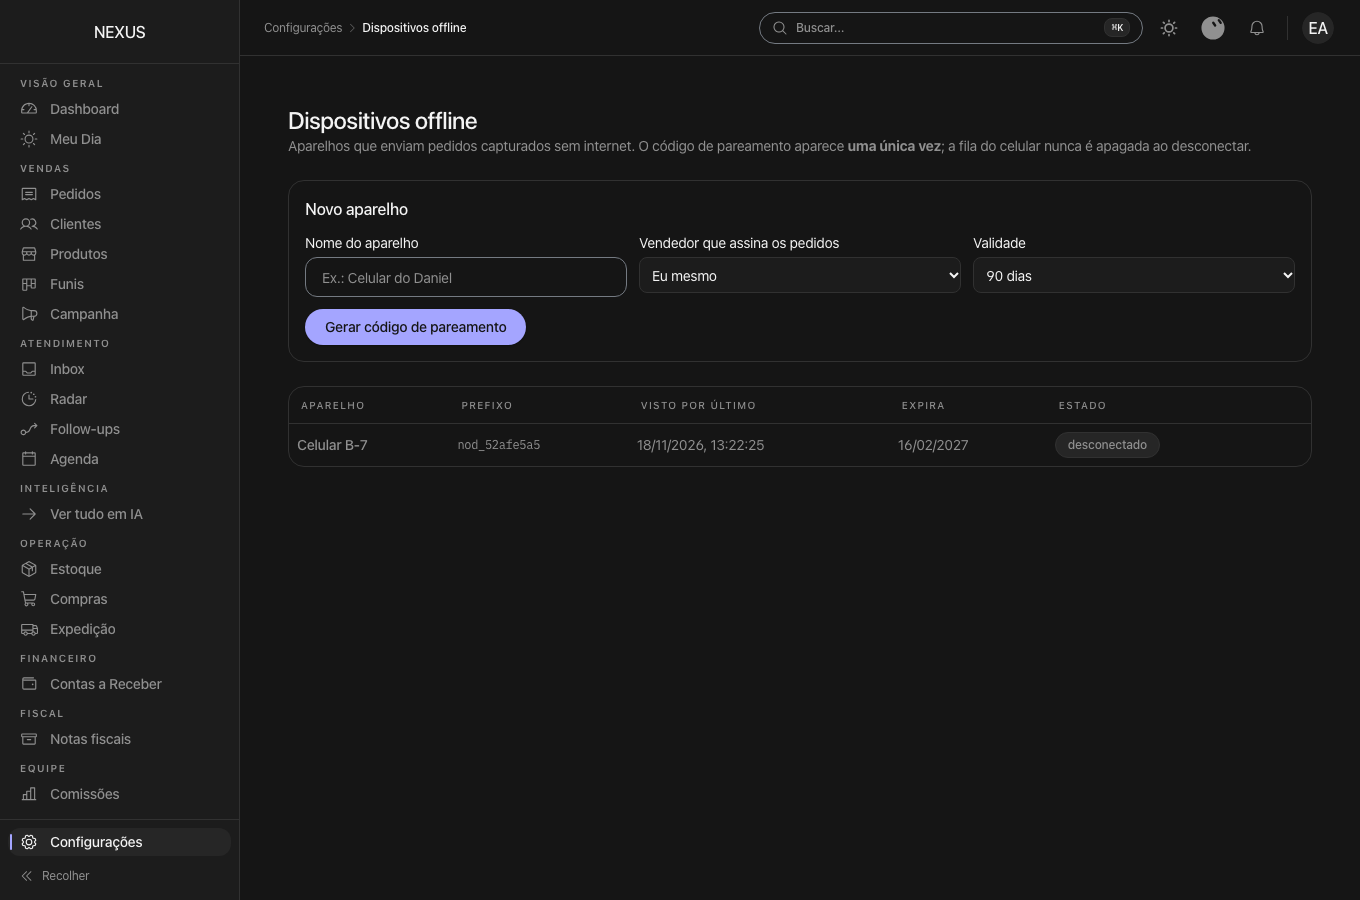 NEXUS
Configurações > Dispositivos offline
Buscar...
⌘K
EA
VISÃO GERAL
Dashboard
Meu Dia
VENDAS
Pedidos
Clientes
Produtos
Funis
Campanha
ATENDIMENTO
Inbox
Radar
Follow-ups
Agenda
INTELIGÊNCIA
Ver tudo em IA
OPERAÇÃO
Estoque
Compras
Expedição
FINANCEIRO
Contas a Receber
FISCAL
Notas fiscais
EQUIPE
Comissões
Configurações
Recolher
Dispositivos offline
Aparelhos que enviam pedidos capturados sem internet. O código de pareamento aparece uma única vez; a fila do celular nunca é apagada ao desconectar.
Novo aparelho
Nome do aparelho Vendedor que assina os pedidos Validade
Ex.: Celular do Daniel Eu mesmo 90 dias
Gerar código de pareamento
APARELHO PREFIXO VISTO POR ÚLTIMO EXPIRA ESTADO
Celular B-7 nod_52afe5a5 18/11/2026, 13:22:25 16/02/2027 desconectado